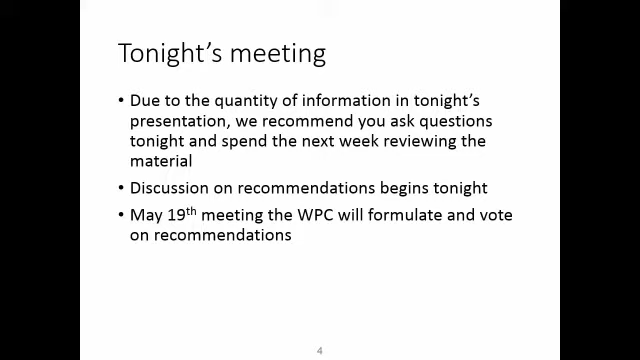 Tonight's meeting
• Due to the quantity of information in tonight's
presentation, we recommend you ask questions
tonight and spend the next week reviewing the
material
• Discussion on recommendations begins tonight
• May 19th meeting the WPC will formulate and vote
on recommendations
4